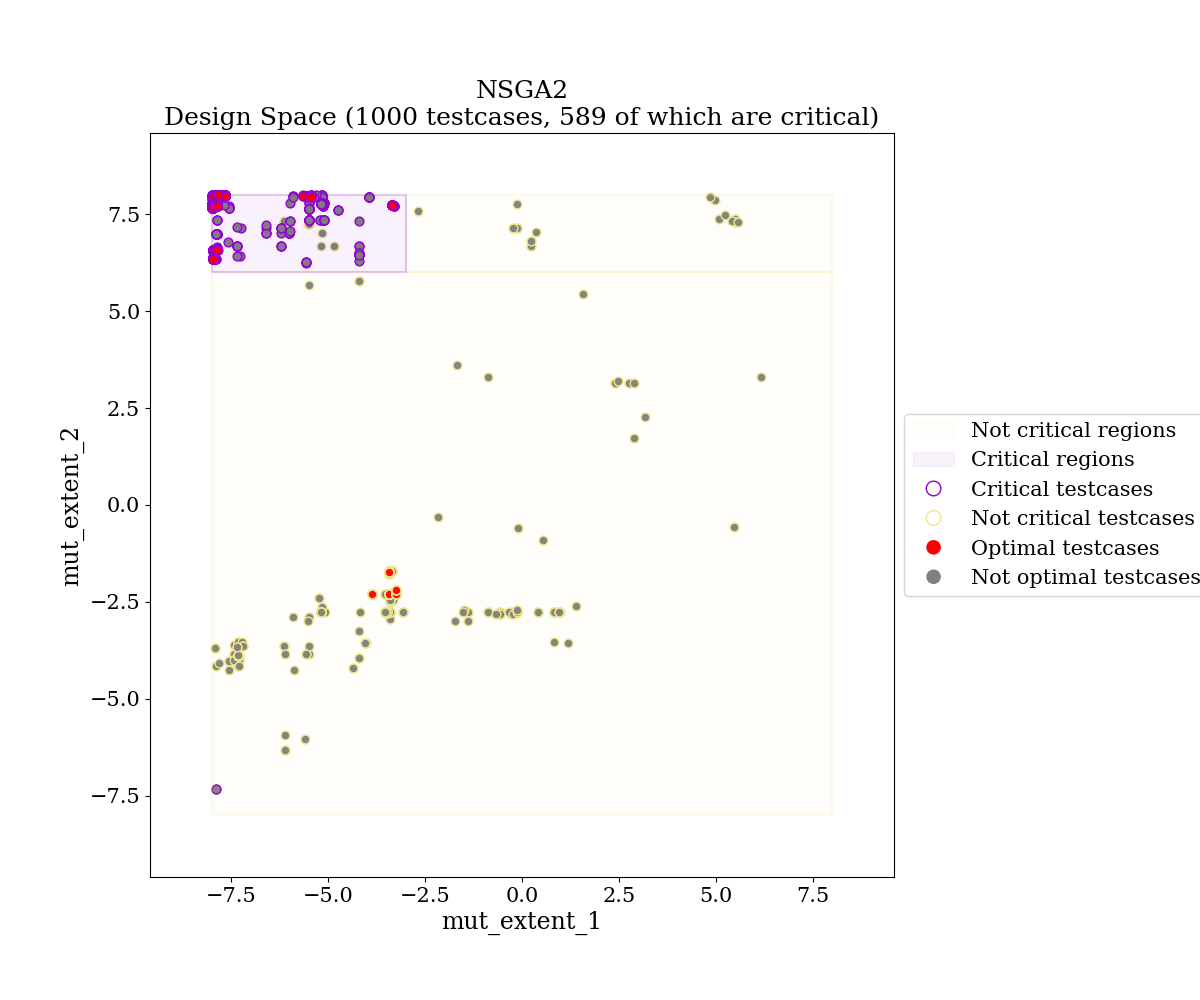 NSGA2
Design Space (1000 testcases, 589 of which are critical)
7.5
5.0
2.5
0.0
−2.5
−5.0
−7.5
mut_extent_2
−7.5
−5.0
−2.5
0.0
2.5
5.0
7.5
mut_extent_1
Not critical regions
Critical regions
Critical testcases
Not critical testcases
Optimal testcases
Not optimal testcases